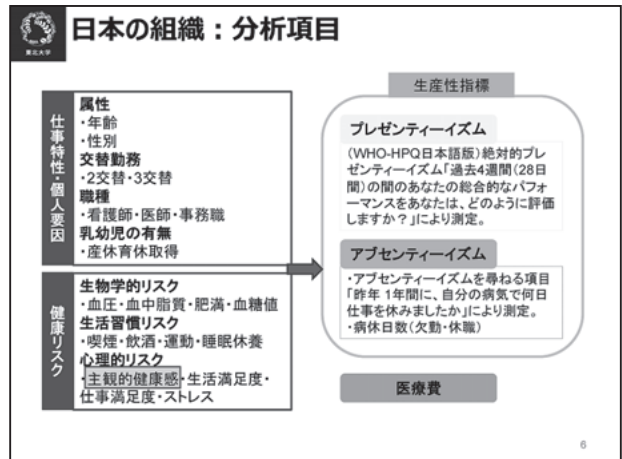 日本の組織：分析項目
東北大学
仕事特性・個人要因
属性
・年齢
・性別
交替勤務
・2交替・3交替
職種
・看護師・医師・事務職
乳幼児の有無
・産休育休取得
健康リスク
生物学的リスク
・血圧・血中脂質・肥満・血糖値
生活習慣リスク
・喫煙・飲酒・運動・睡眠休養
心理的リスク
・主観的健康感・生活満足度・
仕事満足度・ストレス
生産性指標
プレゼンティーイズム
(WHO-HPQ日本語版)絶対的プレ
ゼンティーイズム「過去4週間(28日
間)の間のあなたの総合的なパフォ
ーマンスをあなたは、どのように評価
しますか？」により測定。
アブセンティーイズム
・アブセンティーイズムを尋ねる項目
「昨年 1年間に、自分の病気で何日
仕事を休みましたか」により測定。
・病休日数(欠勤・休職)
医療費
6